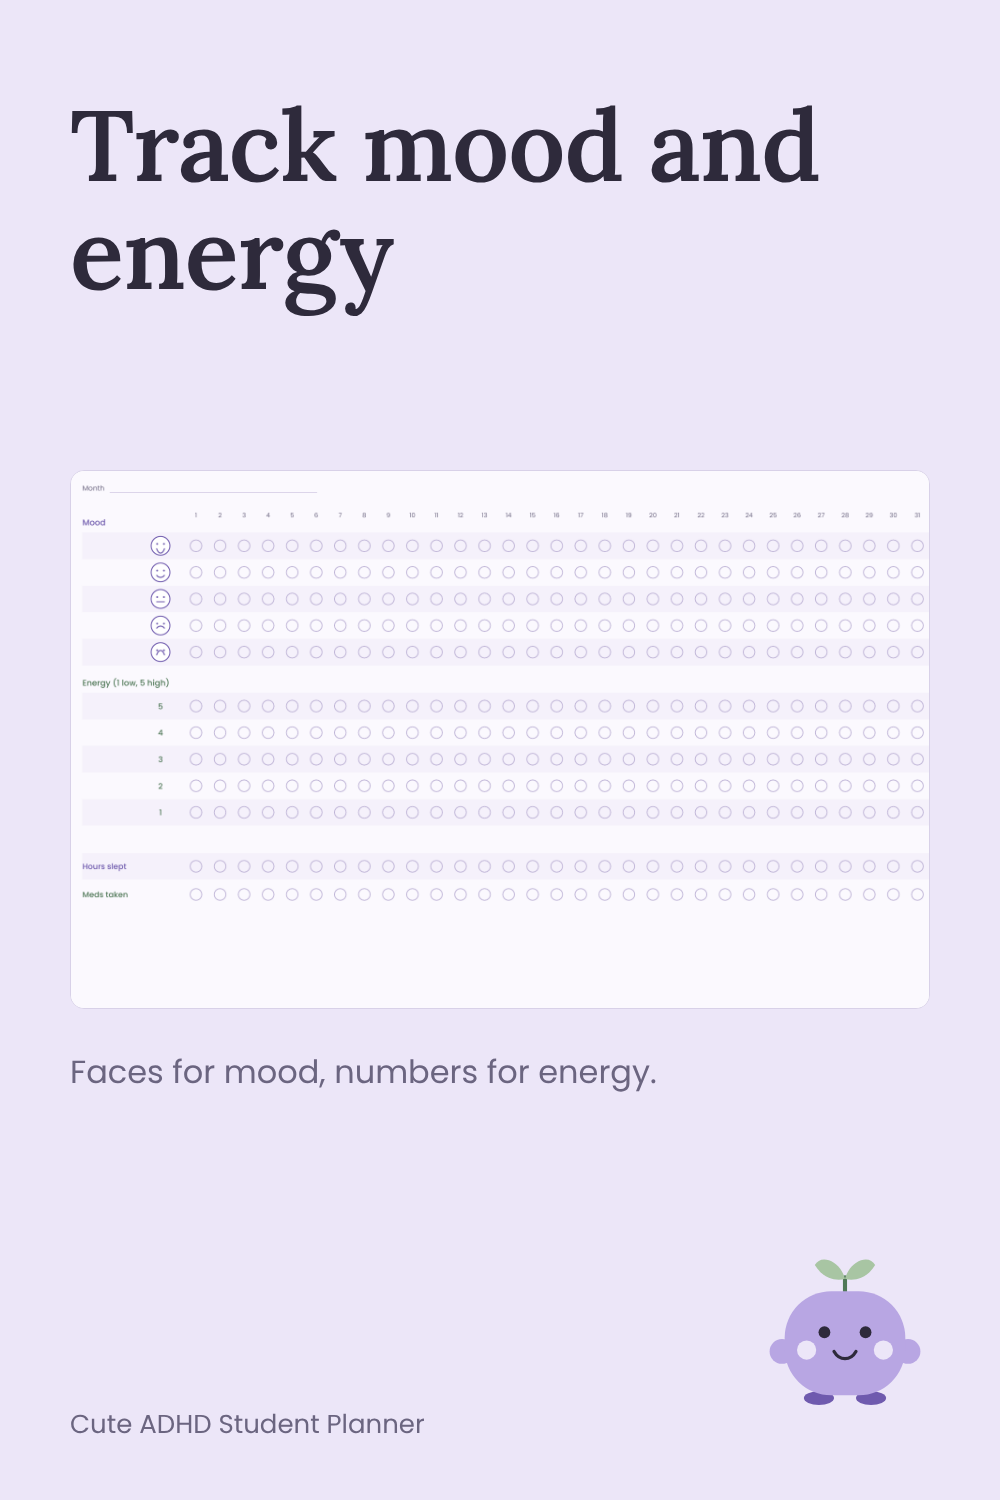 Track mood and
energy
Month
1 2 3 4 5 6 7 8 9 10 11 12 13 14 15 16 17 18 19 20 21 22 23 24 25 26 27 28 29 30 31
Mood
Energy (1 low, 5 high)
5
4
3
2
1
Hours slept
Meds taken
Faces for mood, numbers for energy.
Cute ADHD Student Planner